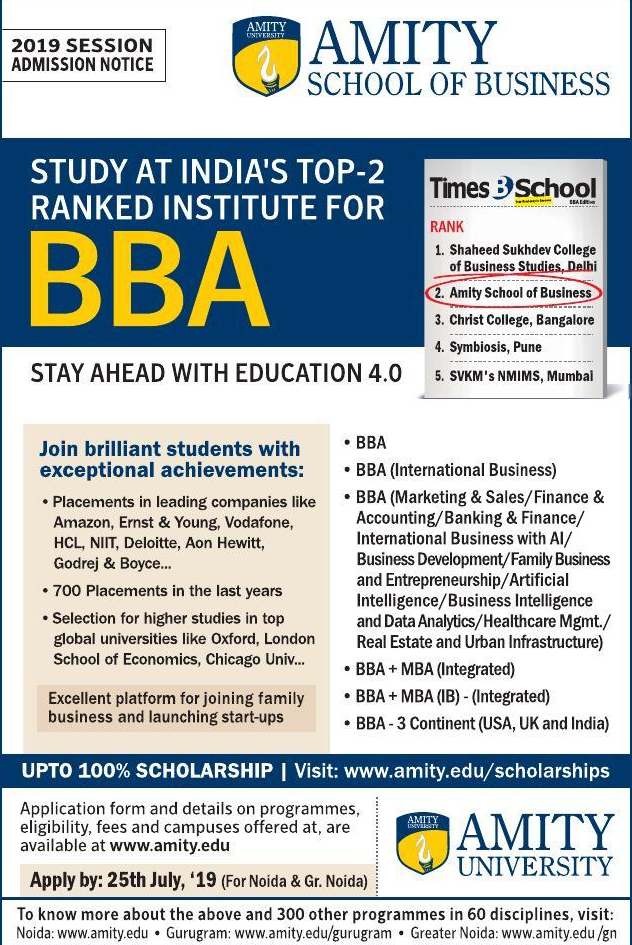 2019 SESSION
ADMISSION NOTICE
AMITY
UNIVERSITY
AMITY
SCHOOL OF BUSINESS
STUDY AT INDIA'S TOP-2
RANKED INSTITUTE FOR
BBA
STAY AHEAD WITH EDUCATION 4.0
Times B School
BBA Edition
RANK
1. Shaheed Sukhdev College
of Business Studies, Delhi
2. Amity School of Business
3. Christ College, Bangalore
4. Symbiosis, Pune
5. SVKM's NMIMS, Mumbai
Join brilliant students with
exceptional achievements:
• Placements in leading companies like
Amazon, Ernst & Young, Vodafone,
HCL, NIIT, Deloitte, Aon Hewitt,
Godrej & Boyce...
• 700 Placements in the last years
• Selection for higher studies in top
global universities like Oxford, London
School of Economics, Chicago Univ...
Excellent platform for joining family
business and launching start-ups
• BBA
• BBA (International Business)
• BBA (Marketing & Sales/Finance &
Accounting/Banking & Finance/
International Business with AI/
Business Development/Family Business
and Entrepreneurship/Artificial
Intelligence/Business Intelligence
and Data Analytics/Healthcare Mgmt./
Real Estate and Urban Infrastructure)
• BBA + MBA (Integrated)
• BBA + MBA (IB) - (Integrated)
• BBA - 3 Continent (USA, UK and India)
UPTO 100% SCHOLARSHIP | Visit: www.amity.edu/scholarships
Application form and details on programmes,
eligibility, fees and campuses offered at, are
available at www.amity.edu
Apply by: 25th July, ‘19 (For Noida & Gr. Noida)
AMITY
UNIVERSITY
AMITY
UNIVERSITY
To know more about the above and 300 other programmes in 60 disciplines, visit:
Noida: www.amity.edu • Gurugram: www.amity.edu/gurugram • Greater Noida: www.amity.edu /gn